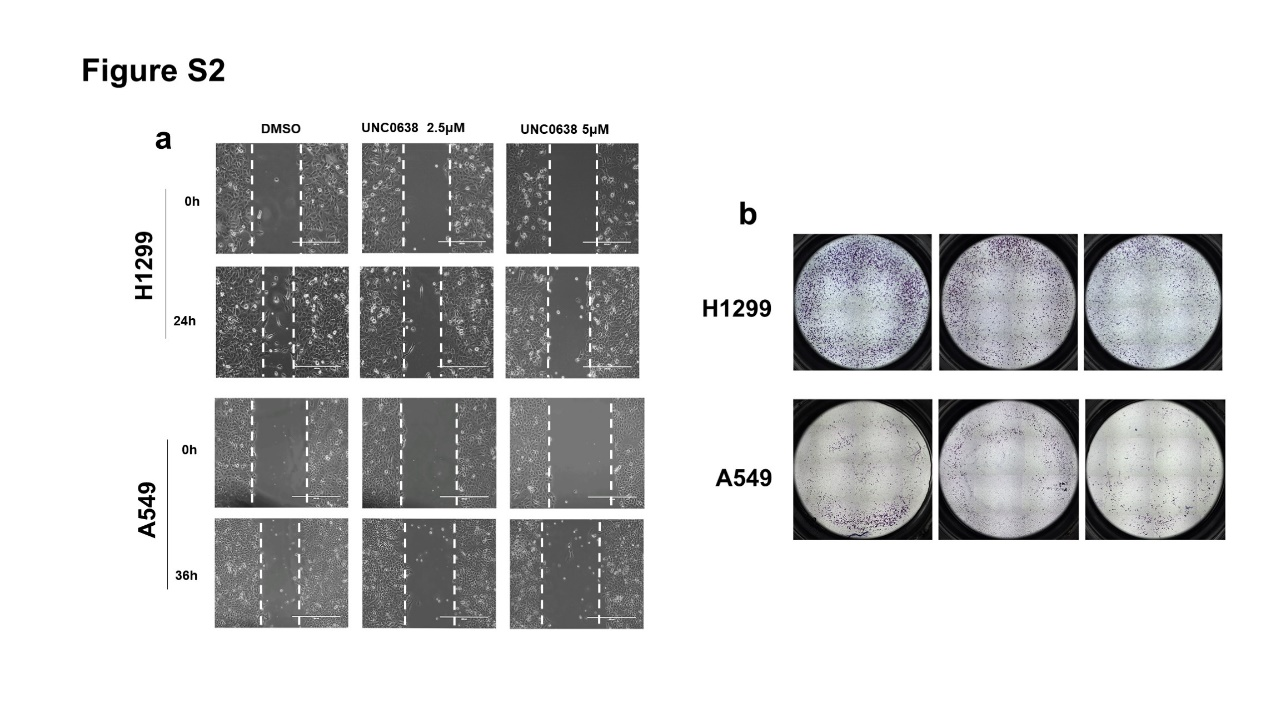 Figure S2
a
DMSO
UNC0638 2.5μM
UNC0638 5μM
H1299
0h
24h
A549
0h
36h
b
H1299
A549